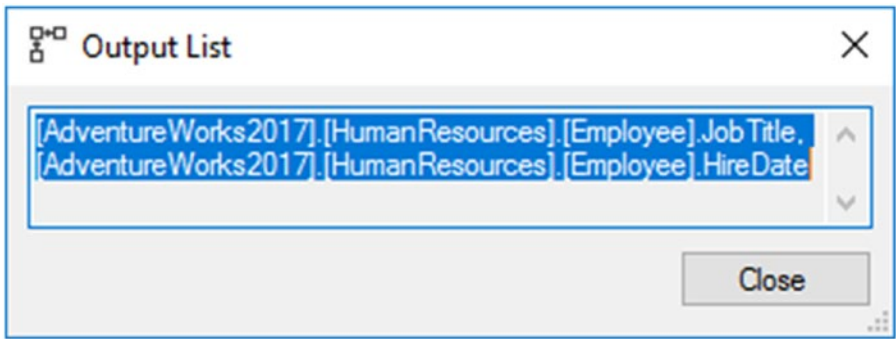 Output List
[AdventureWorks2017].[HumanResources].[Employee].JobTitle,
[AdventureWorks2017].[HumanResources].[Employee].HireDate
Close